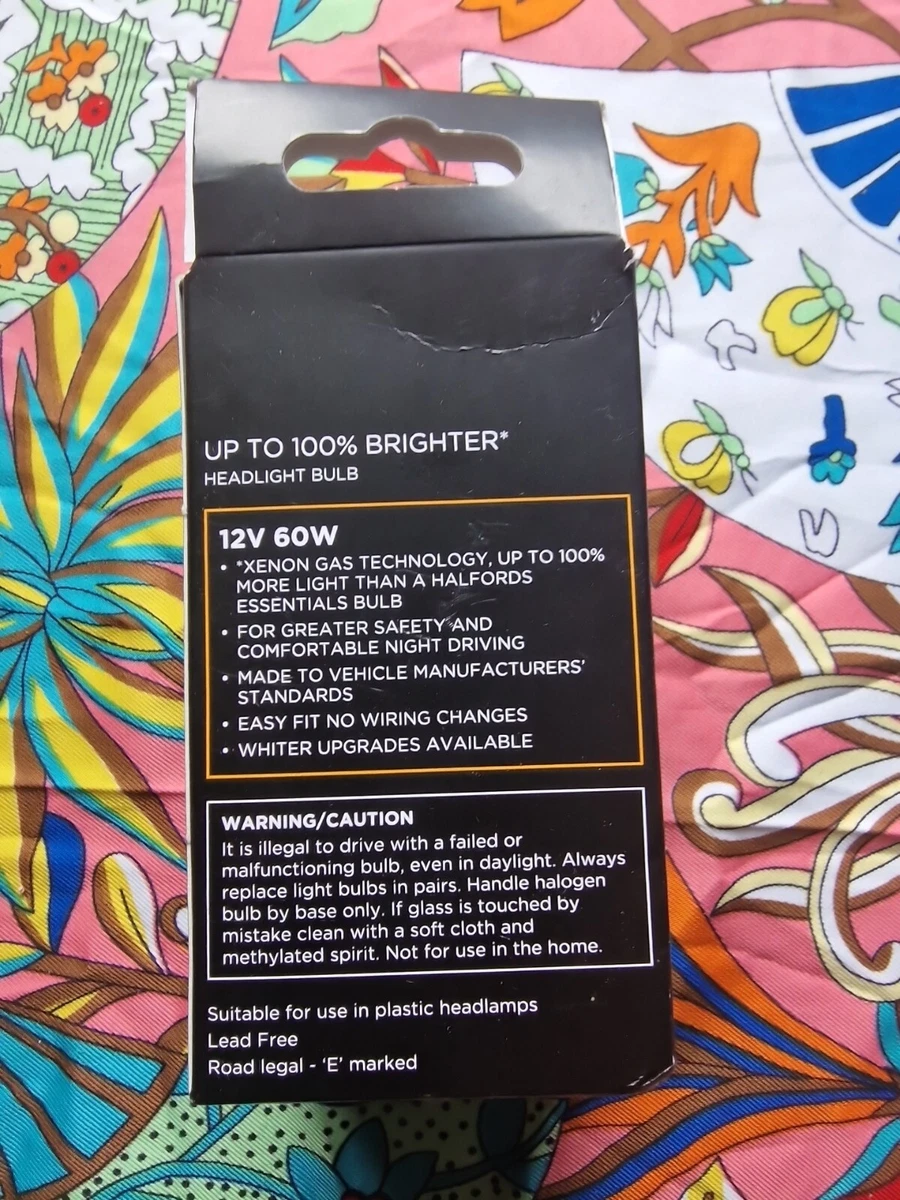 UP TO 100% BRIGHTER*
HEADLIGHT BULB
12V 60W
• *XENON GAS TECHNOLOGY, UP TO 100%
MORE LIGHT THAN A HALFORDS
ESSENTIALS BULB
• FOR GREATER SAFETY AND
COMFORTABLE NIGHT DRIVING
• MADE TO VEHICLE MANUFACTURERS'
STANDARDS
• EASY FIT NO WIRING CHANGES
• WHITER UPGRADES AVAILABLE
WARNING/CAUTION
It is illegal to drive with a failed or
malfunctioning bulb, even in daylight. Always
replace light bulbs in pairs. Handle halogen
bulb by base only. If glass is touched by
mistake clean with a soft cloth and
methylated spirit. Not for use in the home.
Suitable for use in plastic headlamps
Lead Free
Road legal - 'E' marked